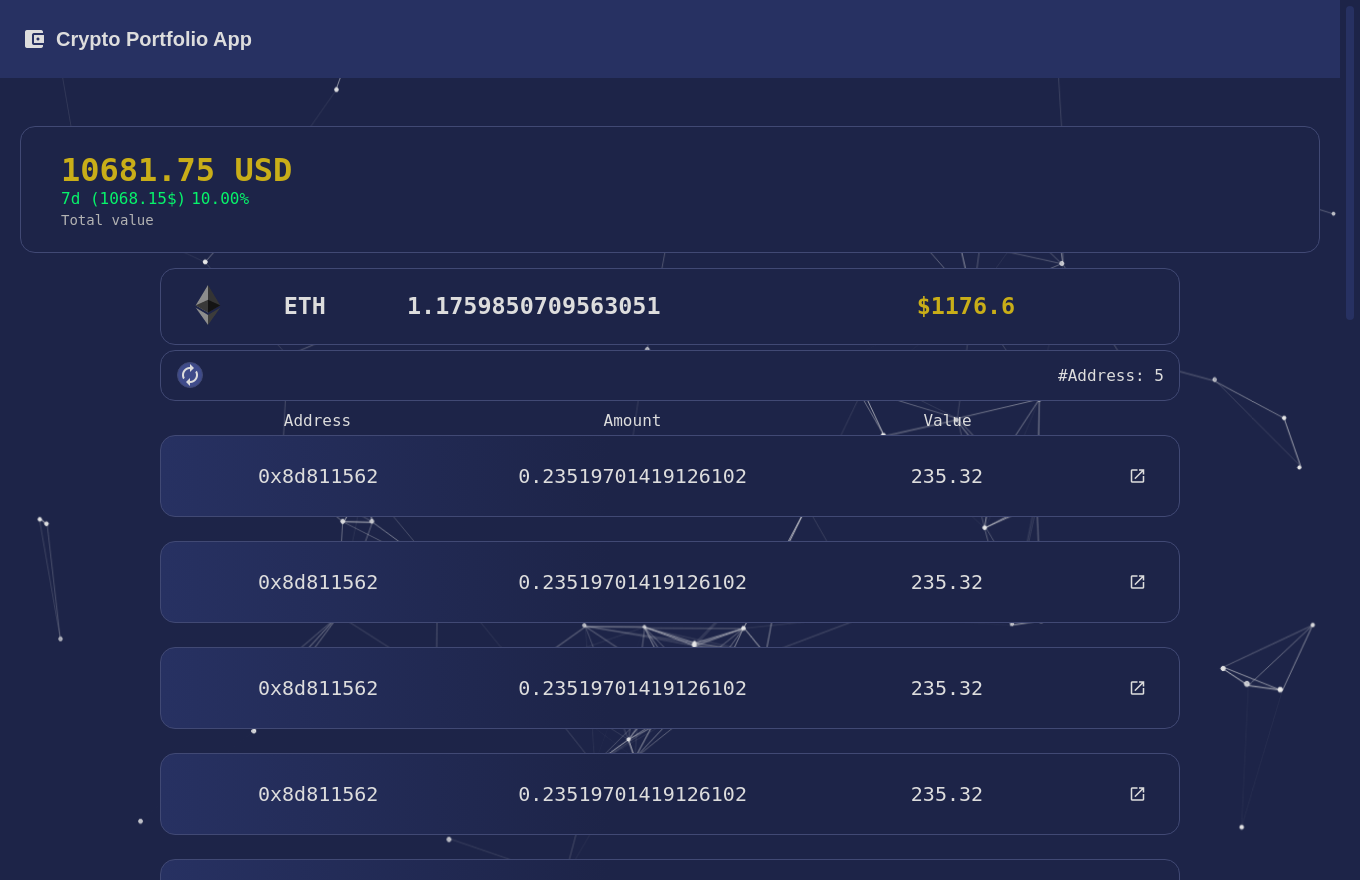 Crypto Portfolio App
10681.75 USD
7d (1068.15$) 10.00%
Total value
ETH 1.1759850709563051 $1176.6
#Address: 5
Address Amount Value
0x8d811562 0.23519701419126102 235.32
0x8d811562 0.23519701419126102 235.32
0x8d811562 0.23519701419126102 235.32
0x8d811562 0.23519701419126102 235.32